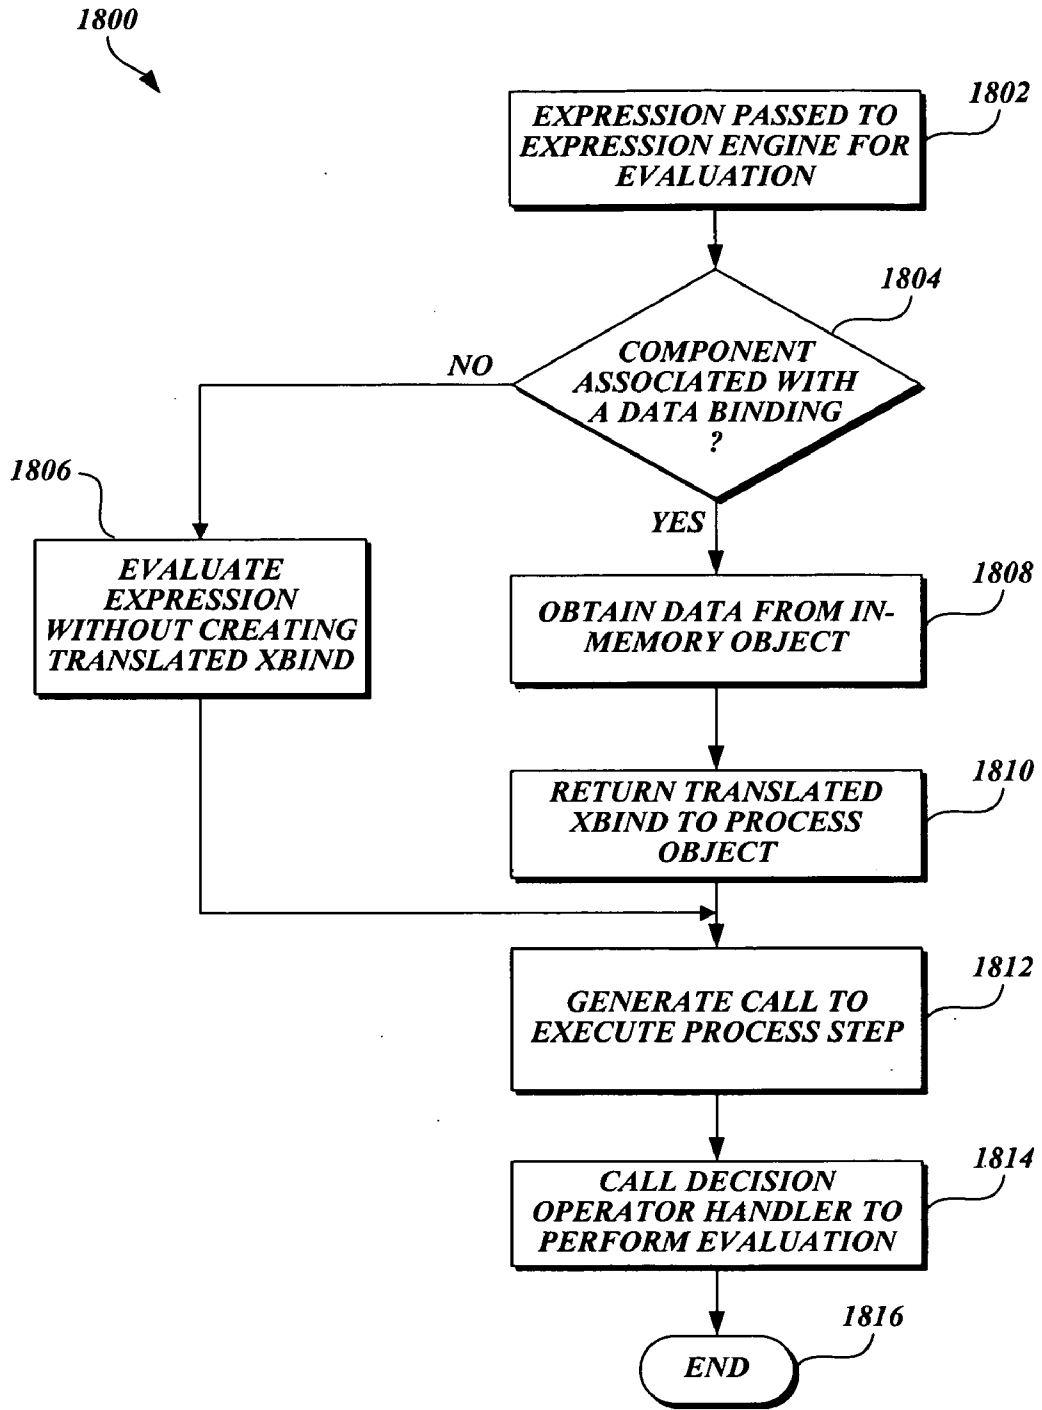 1800
1802
EXPRESSION PASSED TO
EXPRESSION ENGINE FOR
EVALUATION
1804
COMPONENT
ASSOCIATED WITH
A DATA BINDING
?
NO
YES
1806
EVALUATE
EXPRESSION
WITHOUT CREATING
TRANSLATED XBIND
1808
OBTAIN DATA FROM IN-
MEMORY OBJECT
1810
RETURN TRANSLATED
XBIND TO PROCESS
OBJECT
1812
GENERATE CALL TO
EXECUTE PROCESS STEP
1814
CALL DECISION
OPERATOR HANDLER TO
PERFORM EVALUATION
1816
END